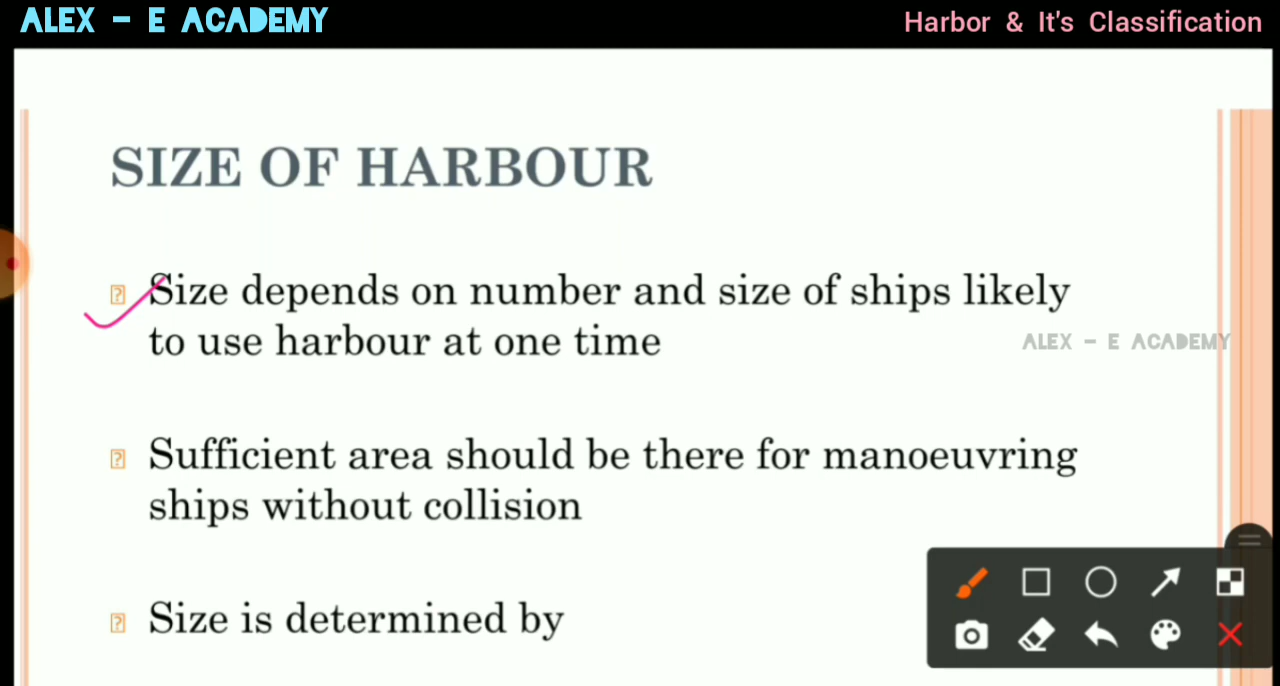 ALEX - E ACADEMY
Harbor & It's Classification
SIZE OF HARBOUR
Size depends on number and size of ships likely
to use harbour at one time
ALEX - E ACADEMY
Sufficient area should be there for manoeuvring
ships without collision
Size is determined by